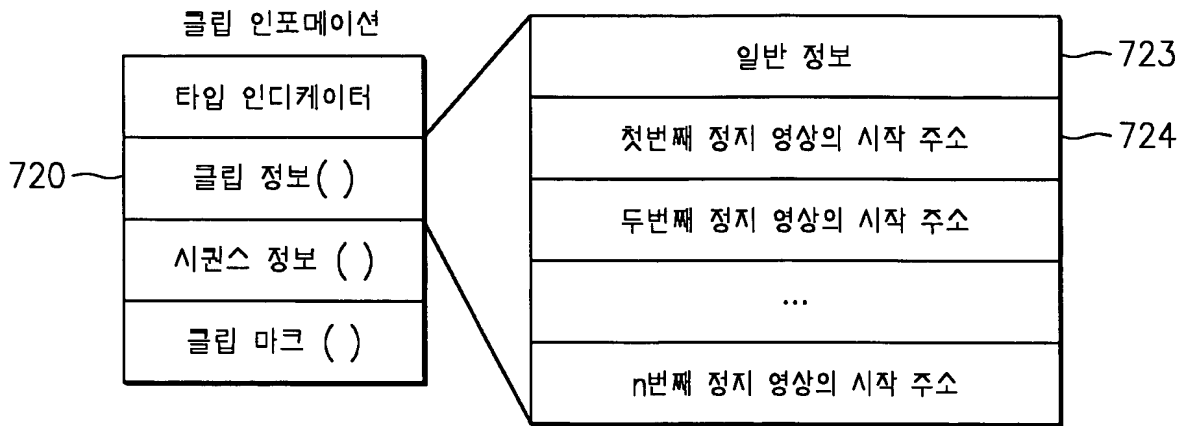 클립 인포메이션
타입 인디케이터
720
클립 정보( )
시퀀스 정보 ( )
클립 마크 ( )
일반 정보
723
첫번째 정지 영상의 시작 주소
724
두번째 정지 영상의 시작 주소
...
n번째 정지 영상의 시작 주소